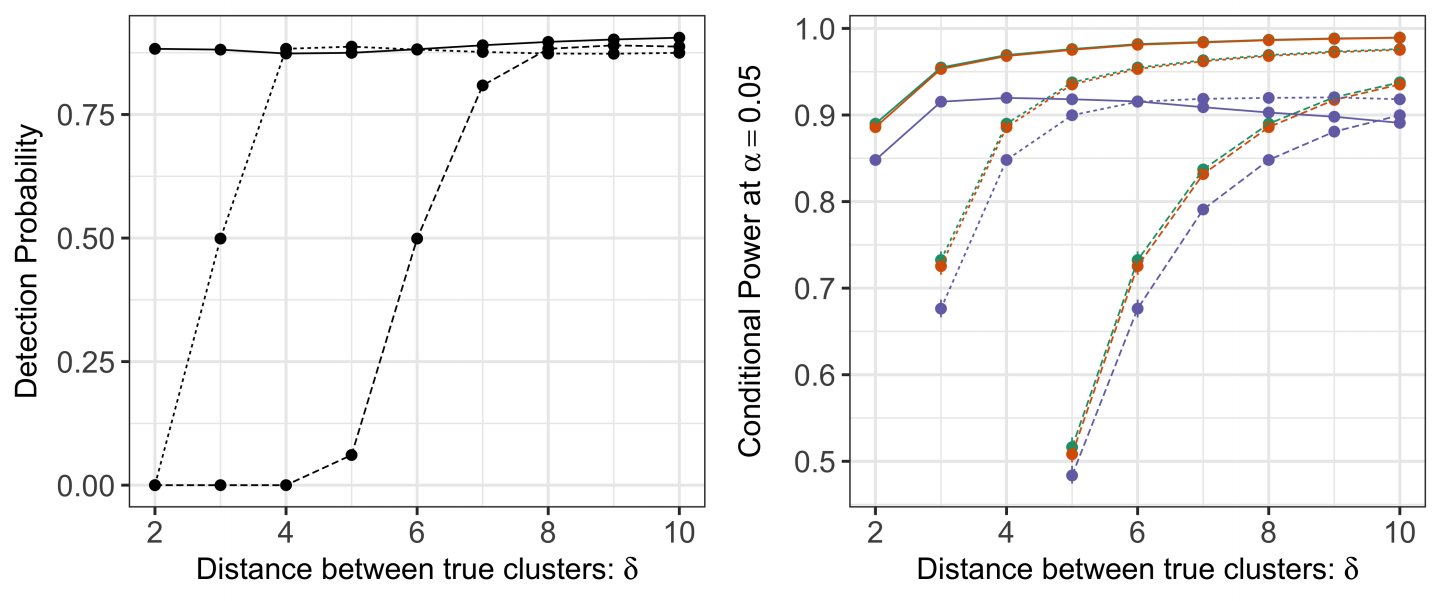 Detection Probability
0.75
0.50
0.25
0.00
2 4 6 8 10
Distance between true clusters: δ
Conditional Power at α = 0.05
1.0
0.9
0.8
0.7
0.6
0.5
2 4 6 8 10
Distance between true clusters: δ